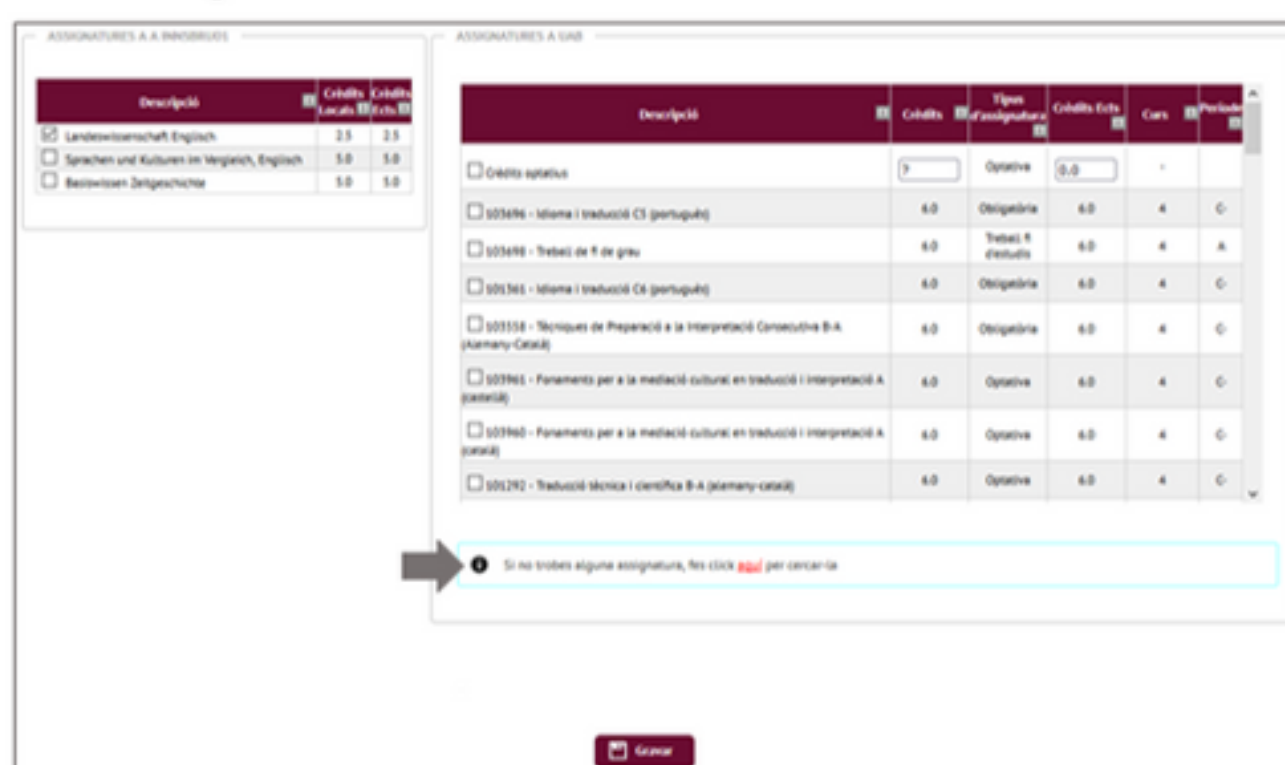 ASSIGNATURES A A INNSBRU01
Descripció Crèdits Locals Crèdits Ects
Landeswissenschaft Englisch 2.5 2.5
Sprachen und Kulturen im Vergleich, Englisch 5.0 5.0
Basiswissen Zeitgeschichte 5.0 5.0
ASSIGNATURES A UAB
Descripció Crèdits Tipus d'assignatura Crèdits Ects Curs Període
Crèdits optatius ? Optativa 0.0 -
103696 - Idioma i traducció C5 (portuguès) 6.0 Obligatòria 6.0 4 C-
103698 - Treball de fi de grau 6.0 Treball fi d'estudis 6.0 4 A
101361 - Idioma i traducció C6 (portuguès) 6.0 Obligatòria 6.0 4 C-
103558 - Tècniques de Preparació a la Interpretació Consecutiva B-A
(Alemany-Català) 6.0 Obligatòria 6.0 4 C-
103961 - Fonaments per a la mediació cultural en traducció i interpretació A
(castellà) 6.0 Optativa 6.0 4 C-
103960 - Fonaments per a la mediació cultural en traducció i interpretació A
(català) 6.0 Optativa 6.0 4 C-
101292 - Traducció tècnica i científica B-A (alemany-català) 6.0 Optativa 6.0 4 C-
Si no trobes alguna assignatura, fes click aquí per cercar-la
Gravar